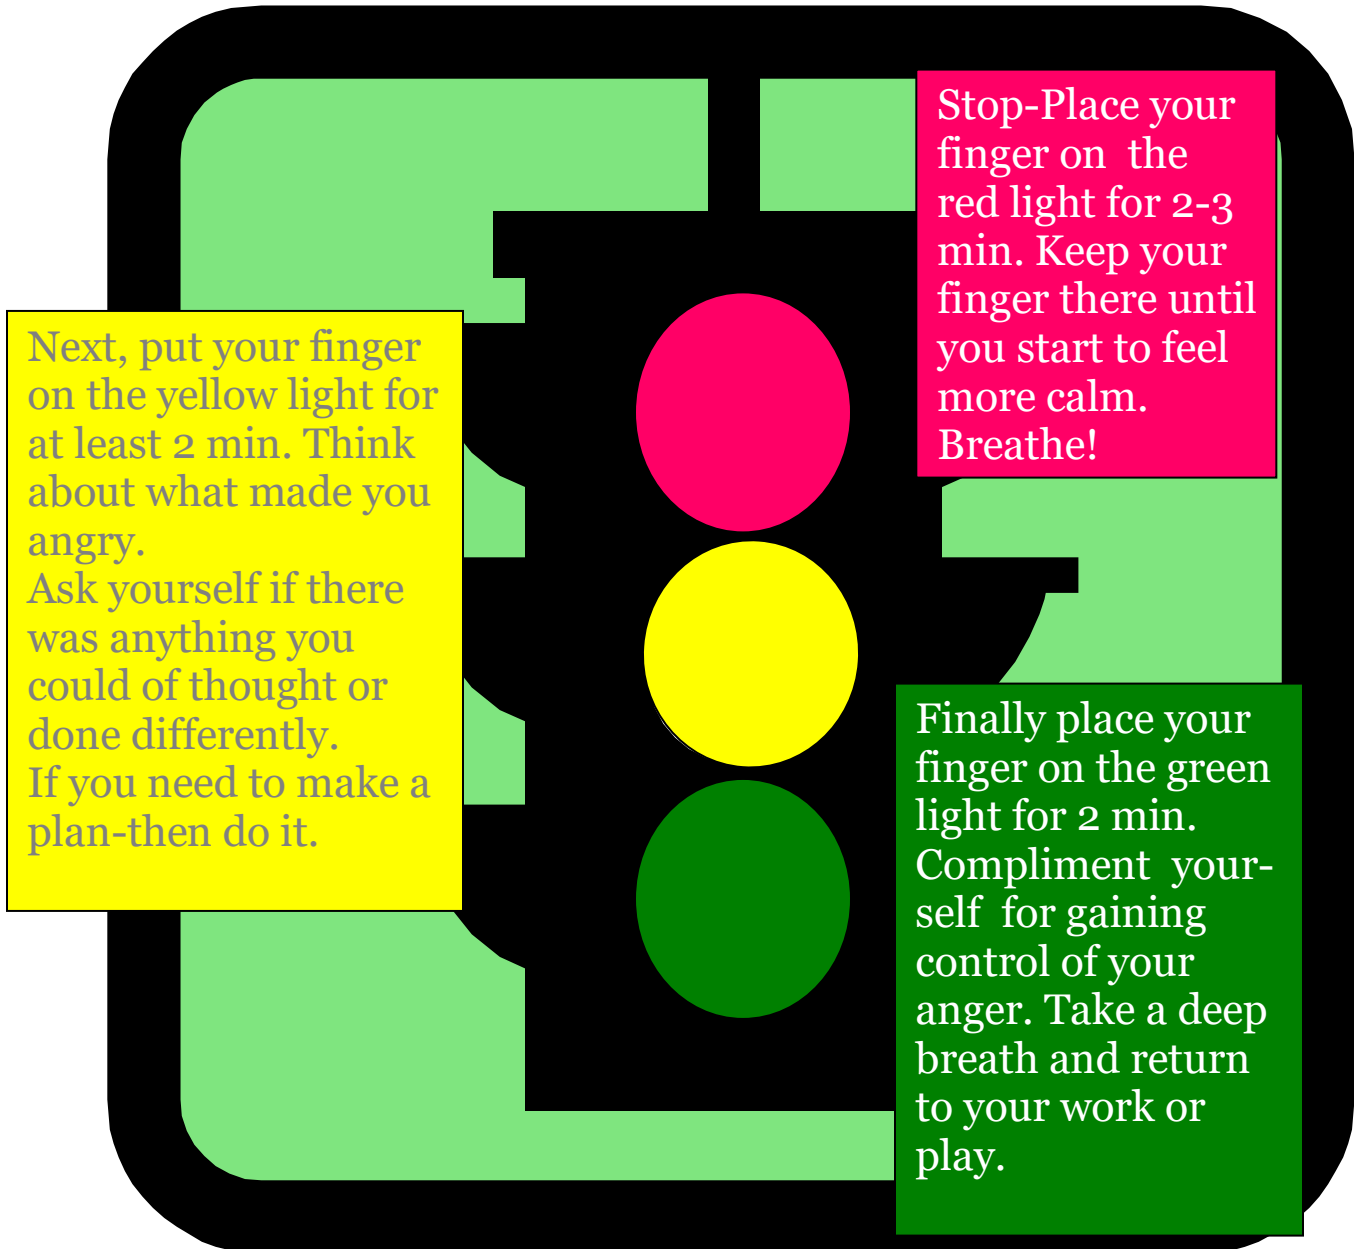 Stop-Place your
finger on the
red light for 2-3
min. Keep your
finger there until
you start to feel
more calm.
Breathe!
Next, put your finger
on the yellow light for
at least 2 min. Think
about what made you
angry.
Ask yourself if there
was anything you
could of thought or
done differently.
If you need to make a
plan-then do it.
Finally place your
finger on the green
light for 2 min.
Compliment your-
self for gaining
control of your
anger. Take a deep
breath and return
to your work or
play.